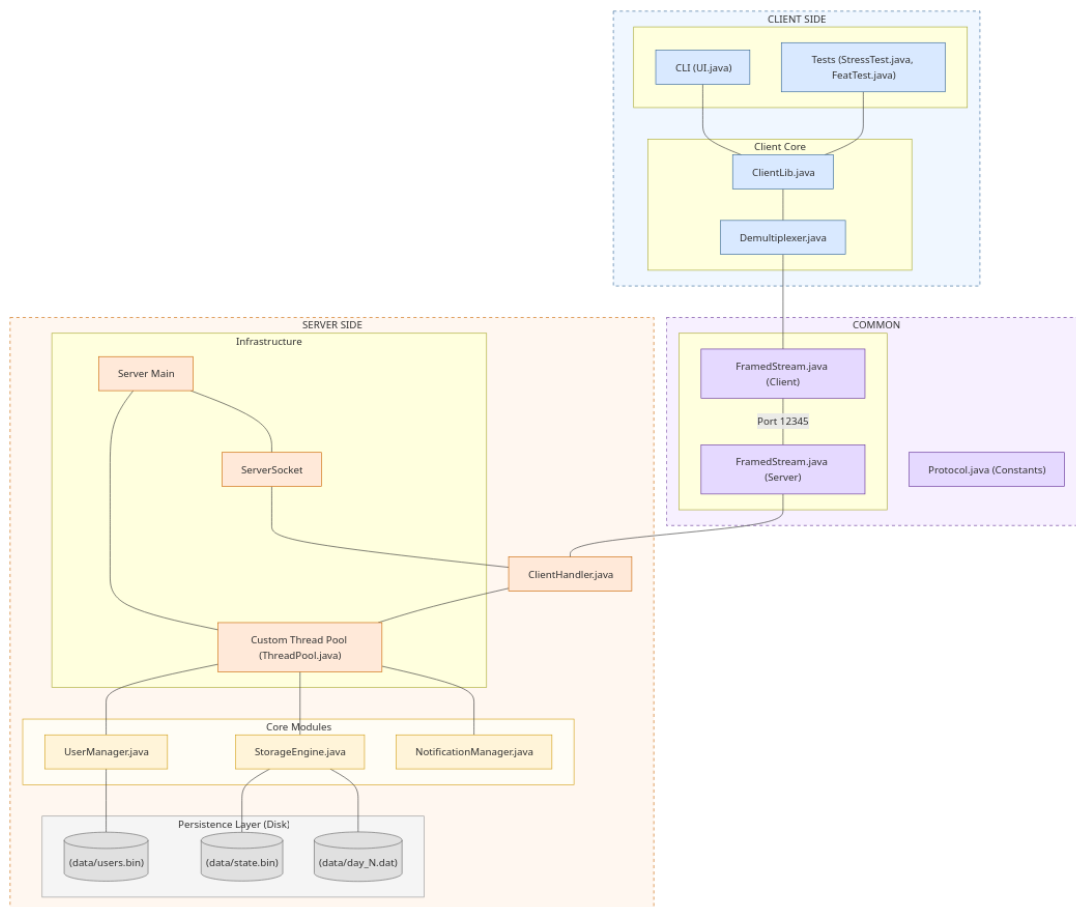 CLIENT SIDE
CLI (UI.java)
Tests (StressTest.java,
FeatTest.java)
Client Core
ClientLib.java
Demultiplexer.java
SERVER SIDE
Infrastructure
Server Main
ServerSocket
ClientHandler.java
Custom Thread Pool
(ThreadPool.java)
COMMON
FramedStream.java
(Client)
Port 12345
FramedStream.java
(Server)
Protocol.java (Constants)
Core Modules
UserManager.java
StorageEngine.java
NotificationManager.java
Persistence Layer (Disk)
(data/users.bin)
(data/state.bin)
(data/day_N.dat)